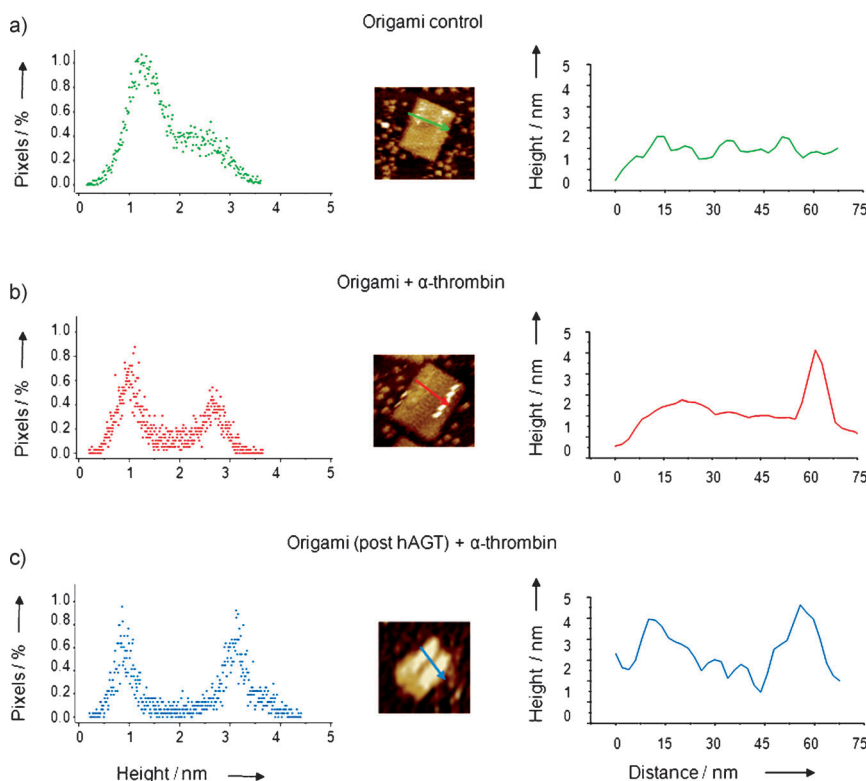 a)
Origami control
Pixels / %
1.0
0.8
0.6
0.4
0.2
0.0
0 1 2 3 4 5
Height / nm
5
4
3
2
1
0
0 15 30 45 60 75
b)
Origami + α-thrombin
Pixels / %
1.0
0.8
0.6
0.4
0.2
0.0
0 1 2 3 4 5
Height / nm
5
4
3
2
1
0
0 15 30 45 60 75
c)
Origami (post hAGT) + α-thrombin
Pixels / %
1.0
0.8
0.6
0.4
0.2
0.0
0 1 2 3 4 5
Height / nm
Height / nm
5
4
3
2
1
0
0 15 30 45 60 75
Distance / nm